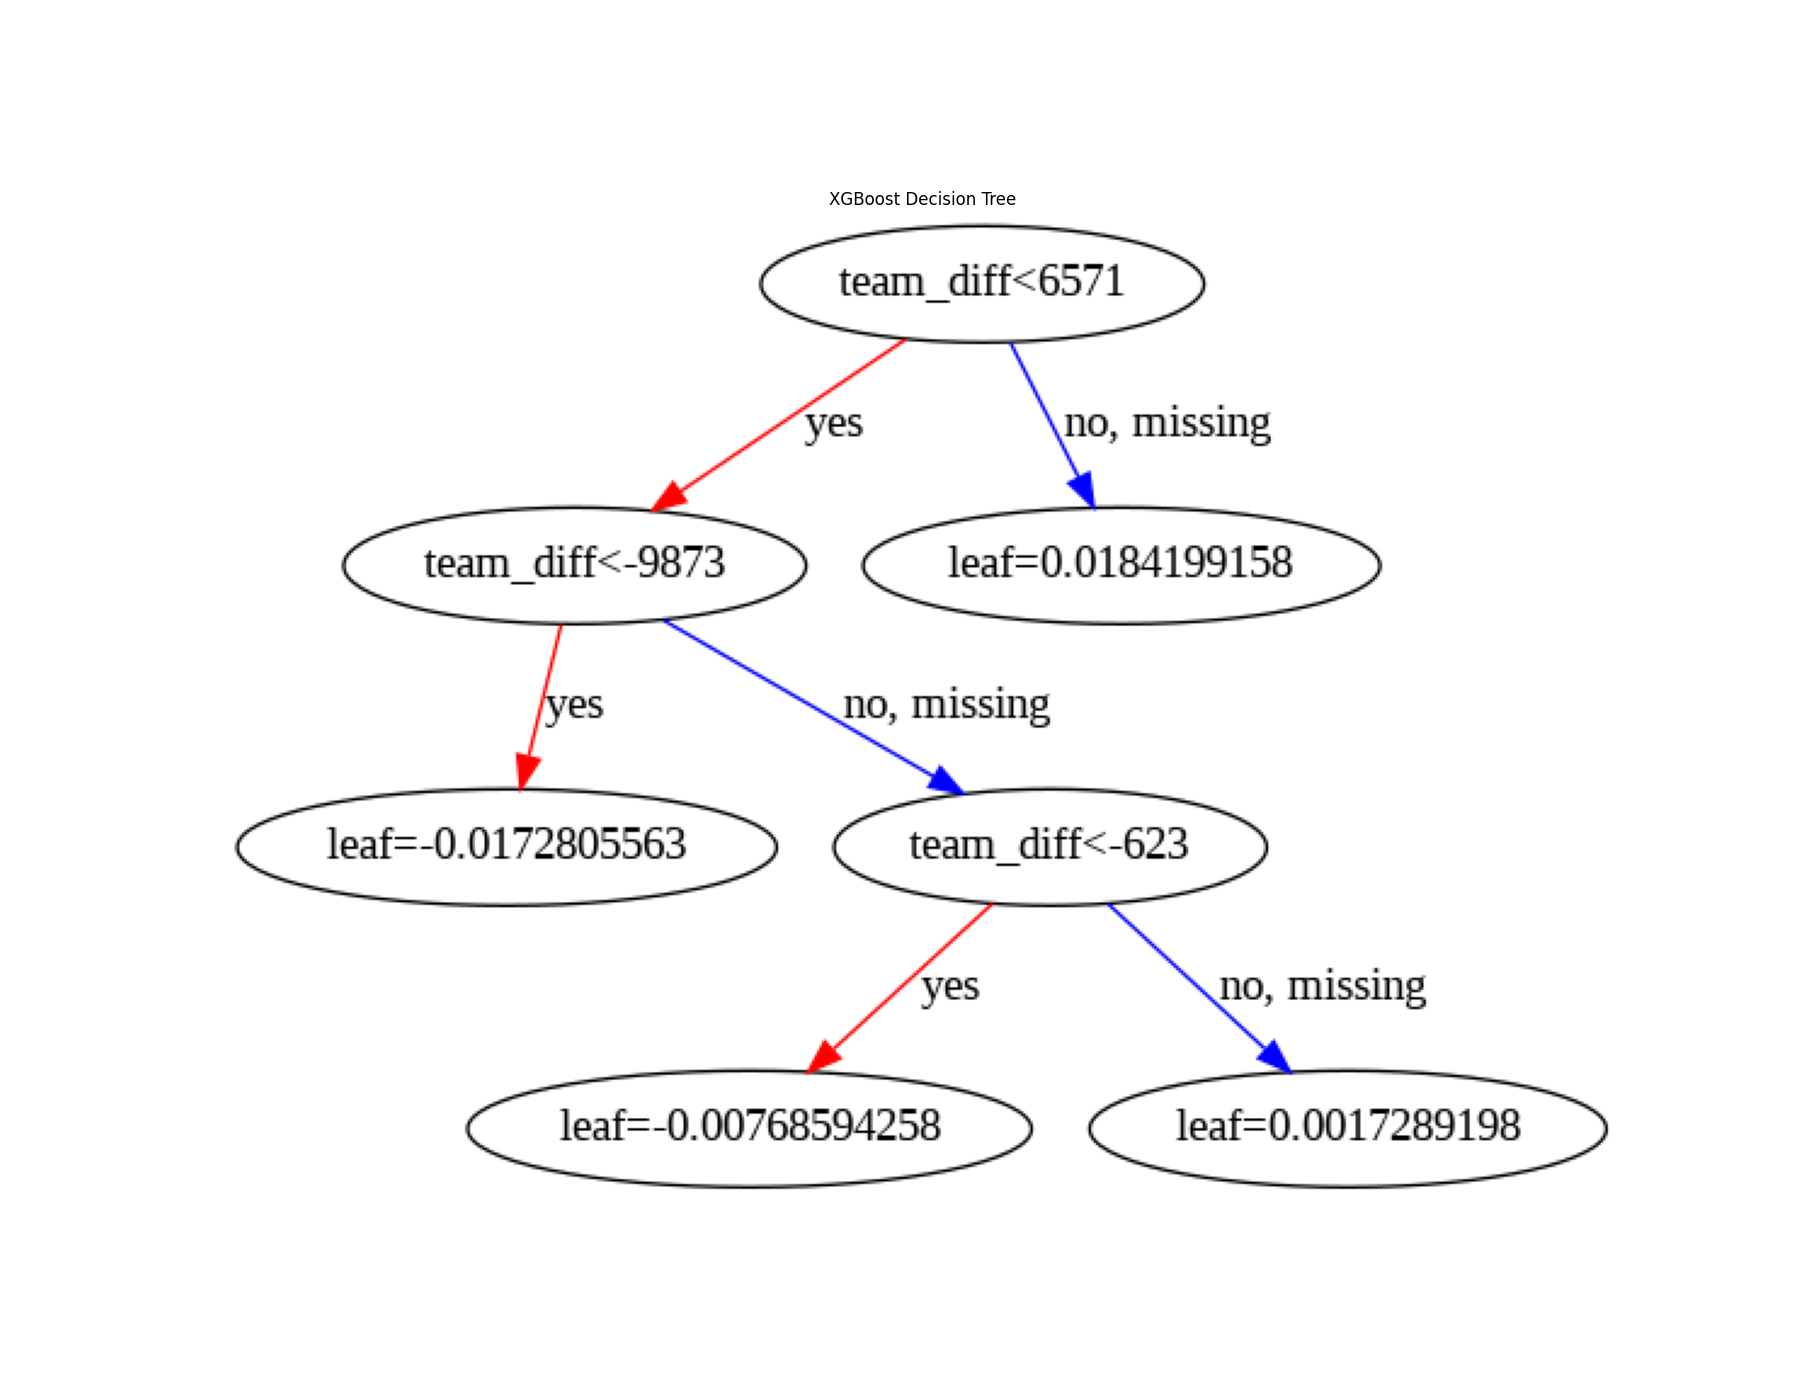 XGBoost Decision Tree
team_diff<6571
yes
no, missing
team_diff<-9873
leaf=0.0184199158
yes
no, missing
leaf=-0.0172805563
team_diff<-623
yes
no, missing
leaf=-0.00768594258
leaf=0.0017289198